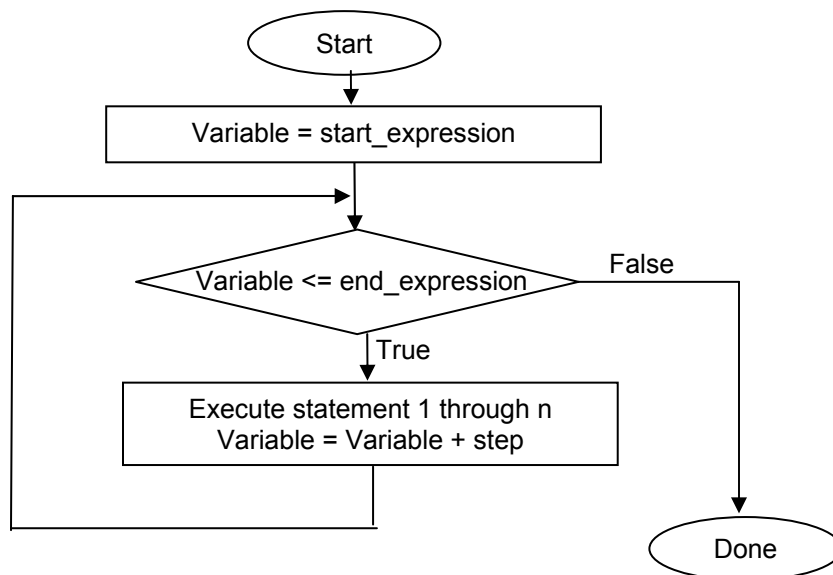 Start
Variable = start_expression
Variable <= end_expression
False
True
Execute statement 1 through n
Variable = Variable + step
Done